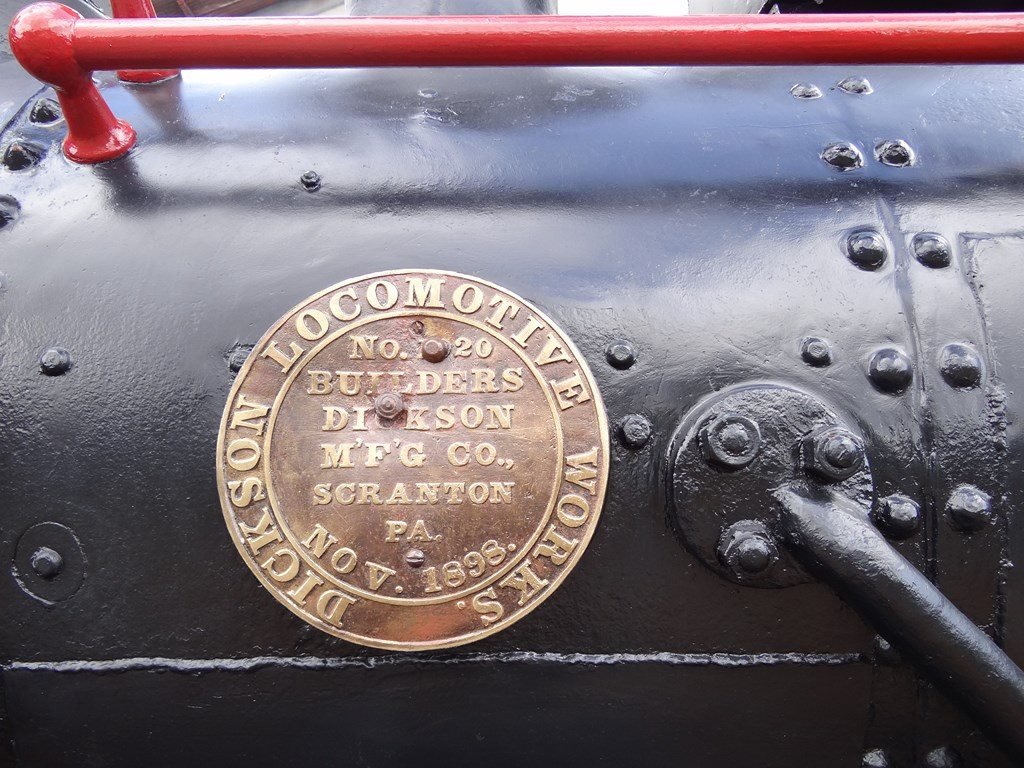 DICKSON LOCOMOTIVE WORKS.
NO. 20
BUILDERS
DICKSON
M'F'G CO.,
SCRANTON
PA.
NOV. 1898.